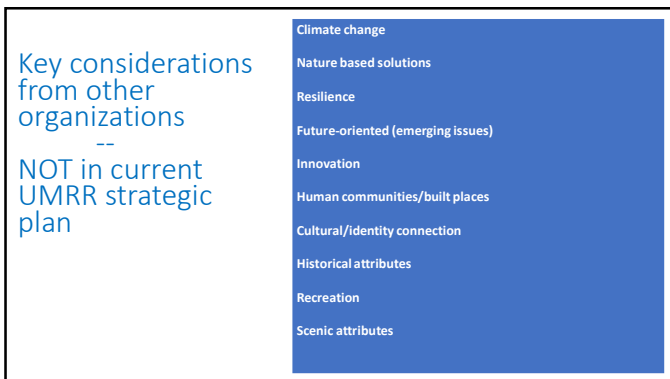 Key considerations
from other
organizations
--
NOT in current
UMRR strategic
plan
Climate change
Nature based solutions
Resilience
Future-oriented (emerging issues)
Innovation
Human communities/built places
Cultural/identity connection
Historical attributes
Recreation
Scenic attributes